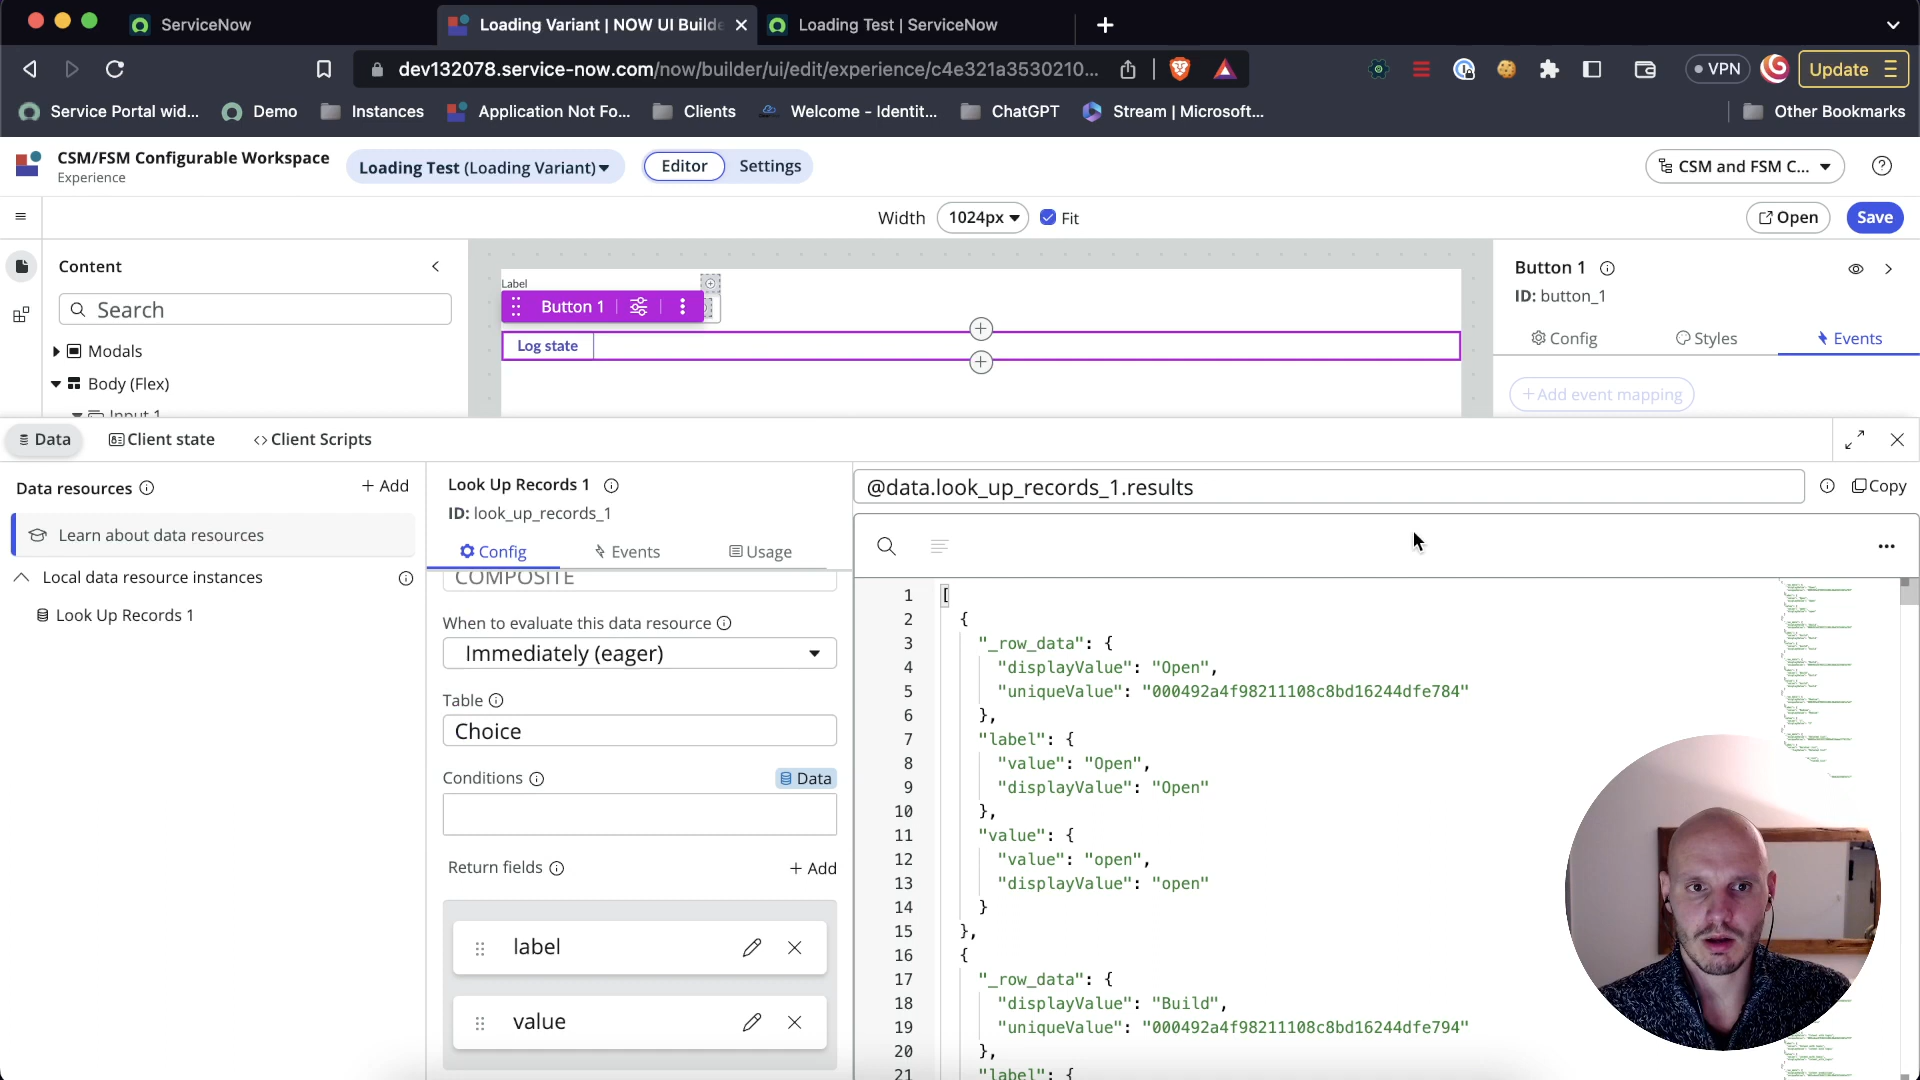 ServiceNow
Loading Variant | NOW UI Builde
Loading Test | ServiceNow
dev132078.service-now.com/now/builder/ui/edit/experience/c4e321a3530210...
VPN
Update
Service Portal wid...
Demo
Instances
Application Not Fo...
Clients
Welcome - Identit...
ChatGPT
Stream | Microsoft...
Other Bookmarks
CSM/FSM Configurable Workspace
Experience
Loading Test (Loading Variant)
Editor
Settings
CSM and FSM C...
Width
1024px
Fit
Open
Save
Content
Search
Modals
Body (Flex)
Input 1
Label
Button 1
Log state
Button 1
ID: button_1
Config
Styles
Events
+ Add event mapping
Data
Client state
<> Client Scripts
Data resources
+ Add
Learn about data resources
Local data resource instances
Look Up Records 1
Look Up Records 1
ID: look_up_records_1
Config
Events
Usage
COMPOSITE
When to evaluate this data resource
Immediately (eager)
Table
Choice
Conditions
Data
Return fields
+ Add
label
value
@data.look_up_records_1.results
Copy
1 [
2 {
3 "_row_data": {
4 "displayValue": "Open",
5 "uniqueValue": "000492a4f98211108c8bd16244dfe784"
6 },
7 "label": {
8 "value": "Open",
9 "displayValue": "Open"
10 },
11 "value": {
12 "value": "open",
13 "displayValue": "open"
14 }
15 },
16 {
17 "_row_data": {
18 "displayValue": "Build",
19 "uniqueValue": "000492a4f98211108c8bd16244dfe794"
20 },
21 "label": {